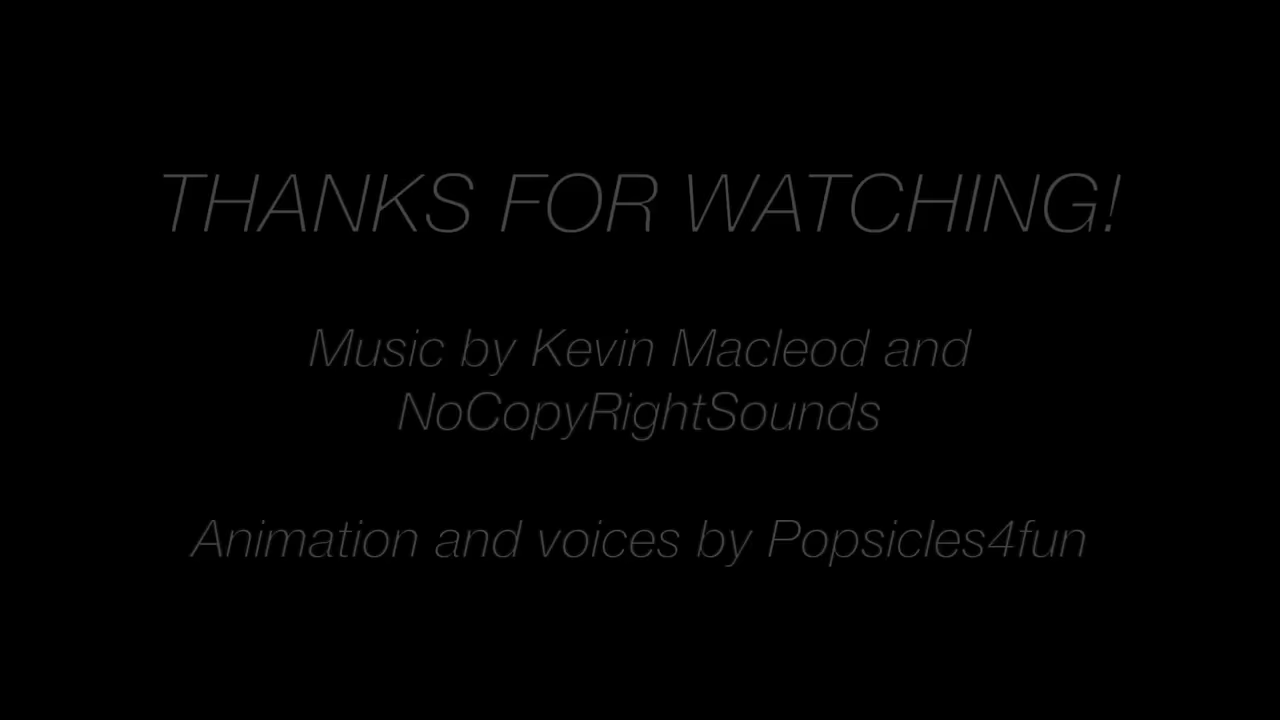 THANKS FOR WATCHING!
Music by Kevin Macleod and
NoCopyRightSounds
Animation and voices by Popsicles4fun